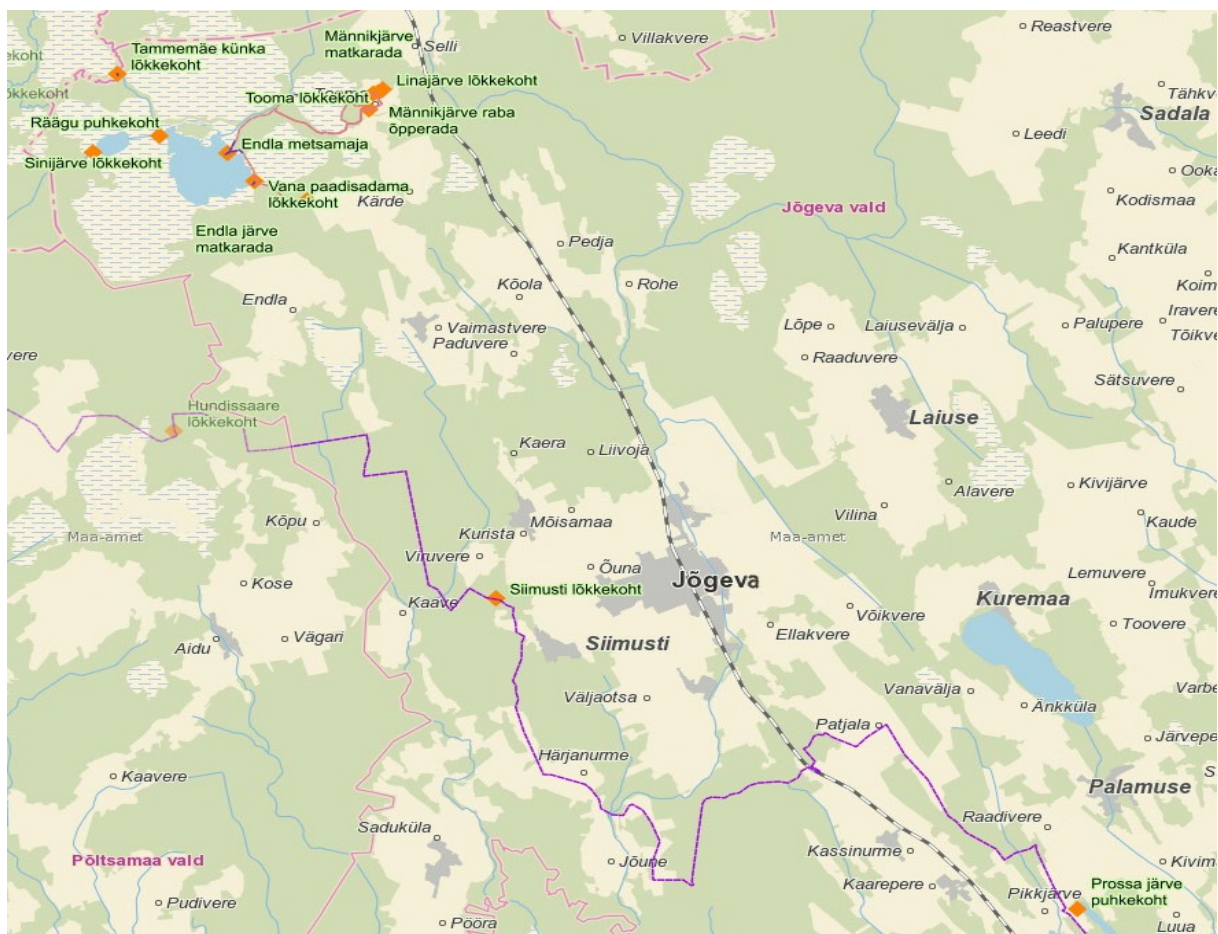 Männikjärve
matkarada
Selli
Villakvere
Reastvere
Tammemäe künka
lõkkekoht
Linajärve lõkkekoht
Tooma lõkkekoht
Männikjärve raba
õpperada
Tähkv
Sadala
Räägu puhkekoht
Leedi
Endla metsamaja
Sinijärve lõkkekoht
Ooka
Vana paadisadama
lõkkekoht
Kärde
Kodismaa
Jõgeva vald
Endla järve
matkarada
Pedja
Kantküla
Koim
Kõola
Rohe
Endla
Iravere
Tõikv
Vaimastvere
Lõpe
Laiusevälja
Palupere
Paduvere
Raaduvere
vere
Sätsuvere
Hundissaare
lõkkekoht
Laiuse
Kaera
Liivoja
Alavere
Kivijärve
Mõisamaa
Vilina
Kaude
Kõpu
Kurista
Maa-amet
Maa-amet
Viruvere
Õuna
Jõgeva
Lemuvere
Imukvere
Kose
Siimusti lõkkekoht
Kuremaa
Kaave
Võikvere
Toovere
Aidu
Vägari
Siimusti
Ellakvere
Väljaotsa
Vanavälja
Varbe
Änkküla
Patjala
Järvepe
Härjanurme
Kaavere
Palamuse
Saduküla
Raadivere
Põltsamaa vald
Jõune
Kassinurme
Kivim
Kaarepere
Pikkjärve
Prossa järve
puhkekoht
Pudivere
Pööra
Luua